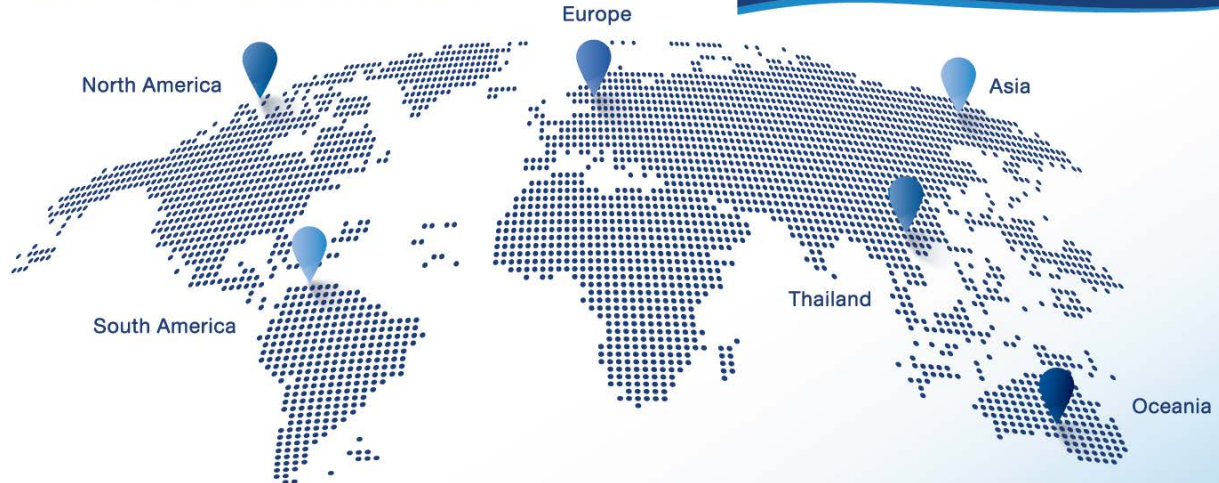 Europe
North America
Asia
Thailand
South America
Oceania